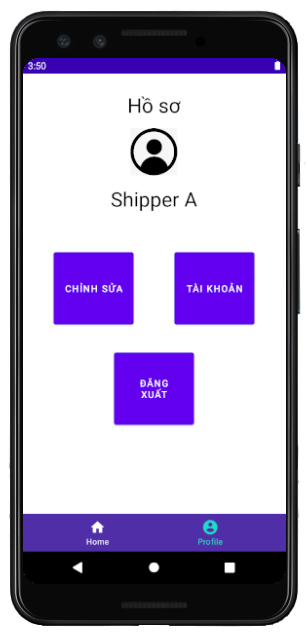 3:50
Hồ sơ
Shipper A
CHỈNH SỬA
TÀI KHOẢN
ĐĂNG
XUẤT
Home
Profile